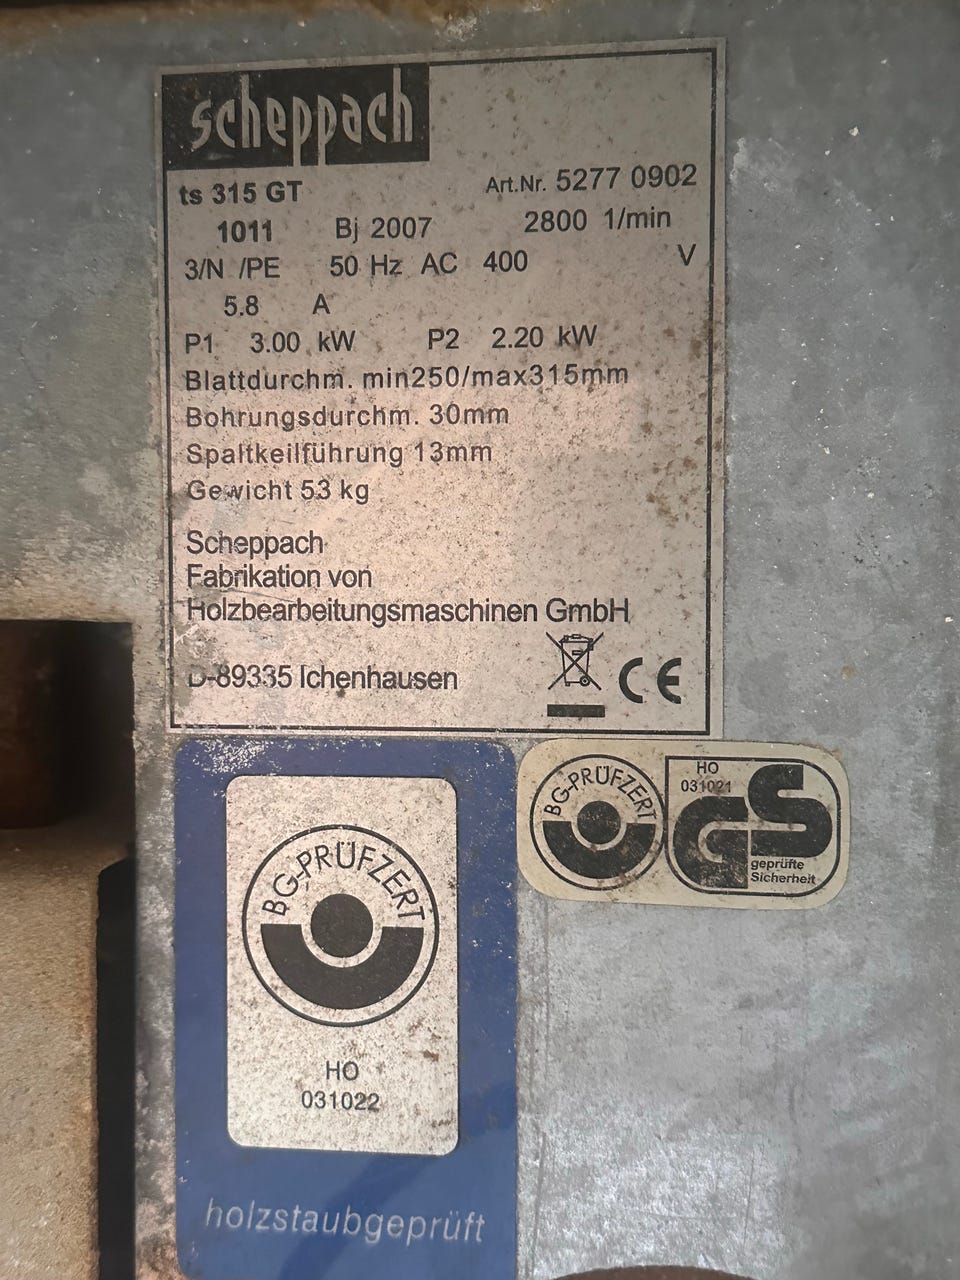 scheppach
ts 315 GT Art.Nr. 5277 0902
1011 Bj 2007 2800 1/min
3/N /PE 50 Hz AC 400 V
5.8 A
P1 3.00 kW P2 2.20 kW
Blattdurchm. min250/max315mm
Bohrungsdurchm. 30mm
Spaltkeilführung 13mm
Gewicht 53 kg
Scheppach
Fabrikation von
Holzbearbeitungsmaschinen GmbH
D-89335 Ichenhausen
CE
BG-PRÜFZERT
HO
031021
GS
geprüfte
Sicherheit
BG-PRÜFZERT
HO
031022
holzstaubgeprüft